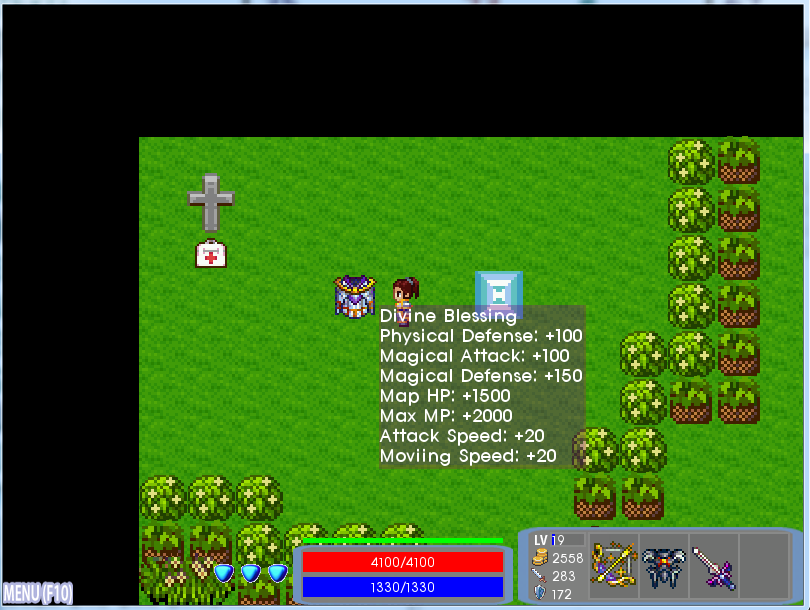 Divine Blessing
Physical Defense: +100
Magical Attack: +100
Magical Defense: +150
Map HP: +1500
Max MP: +2000
Attack Speed: +20
Moviing Speed: +20
LV 19
2558
283
172
4100/4100
1330/1330
MENU (F10)